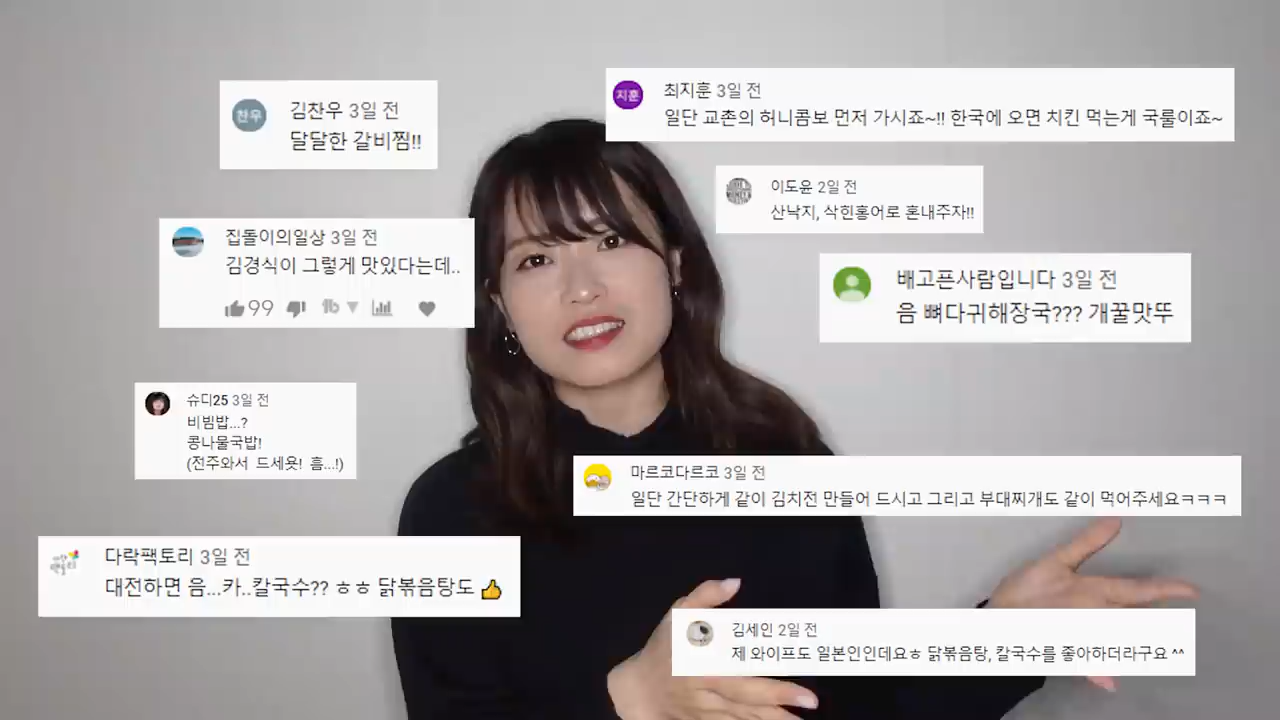 찬우
김찬우 3일 전
달달한 갈비찜!!
지훈
최지훈 3일 전
일단 교촌의 허니콤보 먼저 가시죠~!! 한국에 오면 치킨 먹는게 국룰이죠~
이도윤 2일 전
산낙지, 삭힌홍어로 혼내주자!!
집돌이의일상 3일 전
김경식이 그렇게 맛있다는데..
99
배고픈사람입니다 3일 전
음 뼈다귀해장국??? 개꿀맛뚜
슈디25 3일 전
비빔밥...?
콩나물국밥!
(전주와서 드세욧! 흠...!)
마르코다르코 3일 전
일단 간단하게 같이 김치전 만들어 드시고 그리고 부대찌개도 같이 먹어주세요ㅋㅋㅋ
다락팩토리 3일 전
대전하면 음...카..칼국수?? ㅎㅎ 닭볶음탕도 👍
김세인 2일 전
제 와이프도 일본인인데요ㅎ 닭볶음탕, 칼국수를 좋아하더라구요 ^^